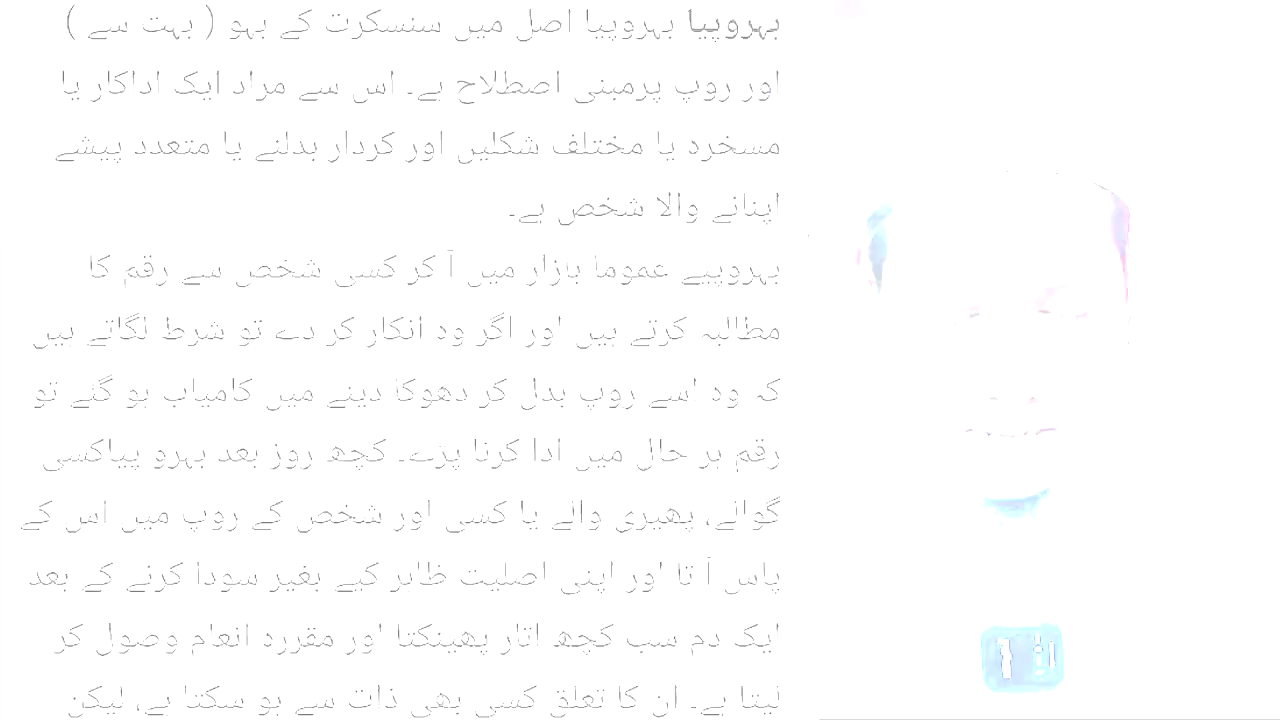 بہروپیا بہروپیا اصل میں سنسکرت کے بہو ( بہت سے )
اور روپ پرمبنی اصطلاح ہے۔ اس سے مراد ایک اداکار یا
مسخرہ یا مختلف شکلیں اور کردار بدلنے یا متعدد پیشے
اپنانے والا شخص ہے۔
بہروپیے عموما بازار میں آ کر کسی شخص سے رقم کا
مطالبہ کرتے ہیں اور اگر وہ انکار کر دے تو شرط لگاتے ہیں
کہ وہ اسے روپ بدل کر دھوکا دینے میں کامیاب ہو گئے تو
رقم ہر حال میں ادا کرنا پڑے۔ کچھ روز بعد بہرو پیاکسی
گوالے، پھیری والے یا کسی اور شخص کے روپ میں اس کے
پاس آ تا اور اپنی اصلیت ظاہر کیے بغیر سودا کرنے کے بعد
ایک دم سب کچھ اتار پھینکتا اور مقررہ انعام وصول کر
لیتا ہے۔ ان کا تعلق کسی بھی ذات سے ہو سکتا ہے، لیکن